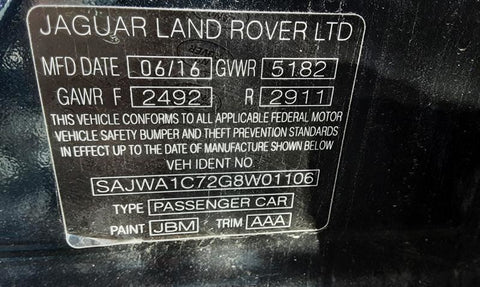 JAGUAR LAND ROVER LTD
MFD DATE 06/16 GVWR 5182
GAWR F 2492 R 2911
THIS VEHICLE CONFORMS TO ALL APPLICABLE FEDERAL MOTOR
VEHICLE SAFETY BUMPER AND THEFT PREVENTION STANDARDS
IN EFFECT UP TO THE DATE OF MANUFACTURE SHOWN BELOW
VEH IDENT NO
SAJWA1C72G8W01106
TYPE PASSENGER CAR
PAINT JBM TRIM AAA